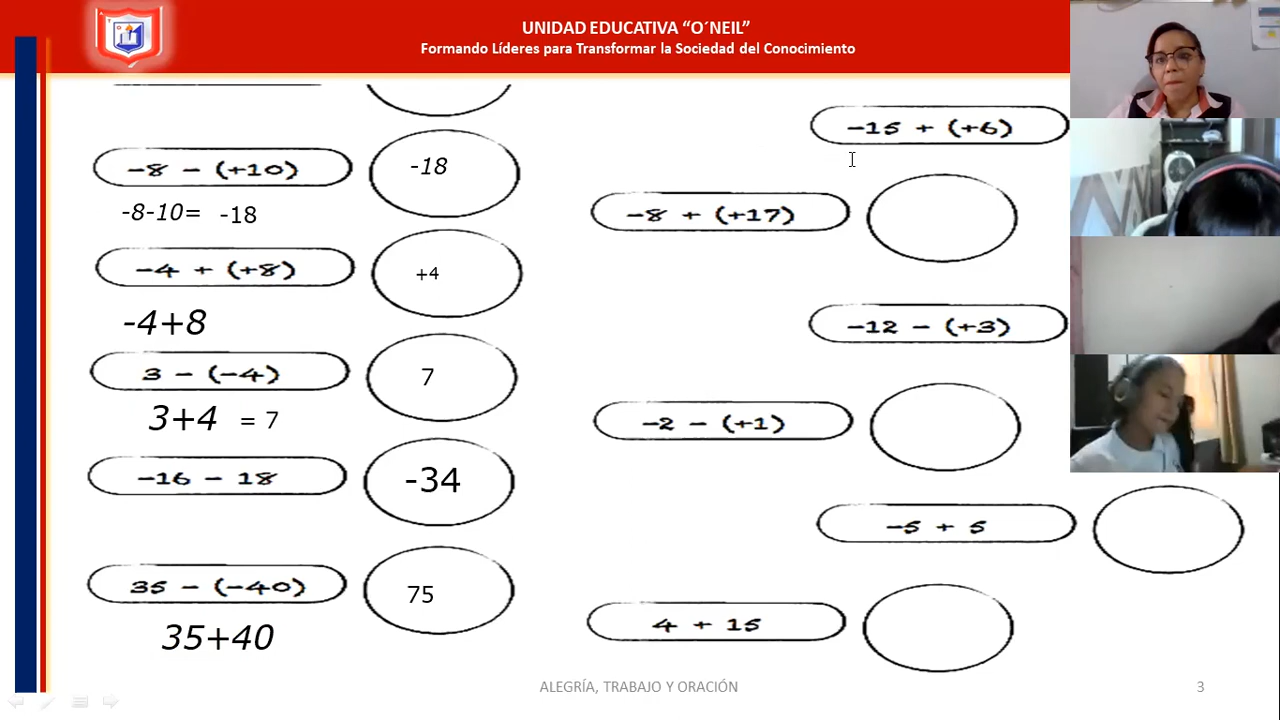 UNIDAD EDUCATIVA “O´NEIL”
Formando Líderes para Transformar la Sociedad del Conocimiento
-8 - (+10)
-18
-8-10= -18
-4 + (+8)
+4
-4+8
3 - (-4)
7
3+4 = 7
-16 - 18
-34
35 - (-40)
75
35+40
-15 + (+6)
-8 + (+17)
-12 - (+3)
-2 - (+1)
-5 + 5
4 + 15
ALEGRÍA, TRABAJO Y ORACIÓN
3